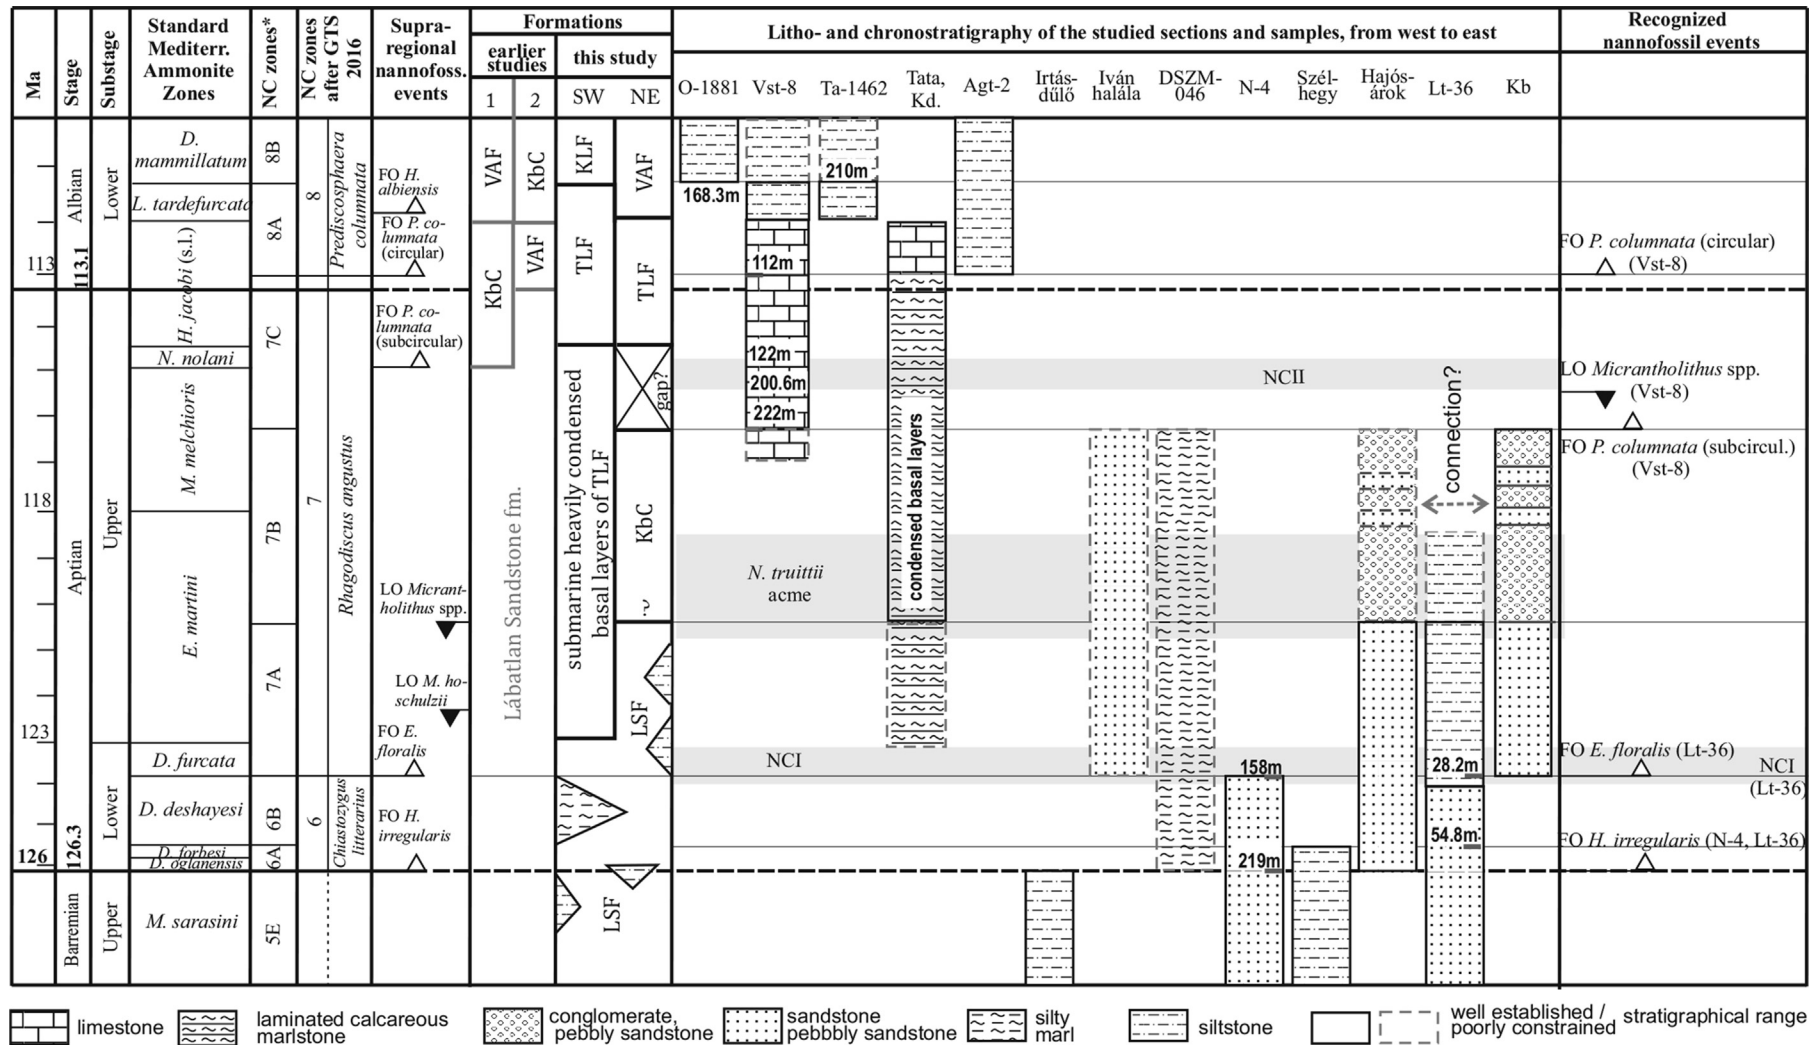 Ma
Stage
Substage
Standard
Mediterr.
Ammonite
Zones
NC zones*
NC zones
after GTS
2016
Supra-
regional
nannofoss.
events
Formations
earlier
studies
this study
1
2
SW
NE
Litho- and chronostratigraphy of the studied sections and samples, from west to east
O-1881
Vst-8
Ta-1462
Tata,
Kd.
Agt-2
Irtás-
dűlő
Iván
halála
DSZM-
046
N-4
Szél-
hegy
Hajós-
árok
Lt-36
Kb
Recognized
nannofossil events
113
118
123
126
Albian
113.1
Aptian
126.3
Barremian
Lower
Upper
Lower
Upper
D.
mammillatum
L. tardefurcata
H. jacobi (s.l.)
N. nolani
M. melchioris
E. martini
D. furcata
D. deshayesi
D. forbesi
D. oglanensis
M. sarasini
8B
8A
7C
7B
7A
6B
6A
5E
8
7
6
Prediscosphaera
columnata
Rhagodiscus angustus
Chiastozygus
litterarius
FO H.
albiensis
FO P. co-
lumnata
(circular)
FO P. co-
lumnata
(subcircular)
LO Micrant-
holithus spp.
LO M. ho-
schulzii
FO E.
floralis
FO H.
irregularis
VAF
KbC
KbC
VAF
Lábatlan Sandstone fm.
KLF
TLF
submarine heavily condensed
basal layers of TLF
VAF
TLF
gap?
KbC
?
LSF
LSF
168.3m
112m
122m
200.6m
222m
210m
condensed basal layers
N. truittii
acme
NCI
NCII
158m
219m
28.2m
54.8m
connection?
FO P. columnata (circular)
(Vst-8)
LO Micrantholithus spp.
(Vst-8)
FO P. columnata (subcircul.)
(Vst-8)
FO E. floralis (Lt-36)
NCI
(Lt-36)
FO H. irregularis (N-4, Lt-36)
limestone
laminated calcareous
marlstone
conglomerate,
pebbly sandstone
sandstone
pebbbly sandstone
silty
marl
siltstone
well established /
poorly constrained
stratigraphical range